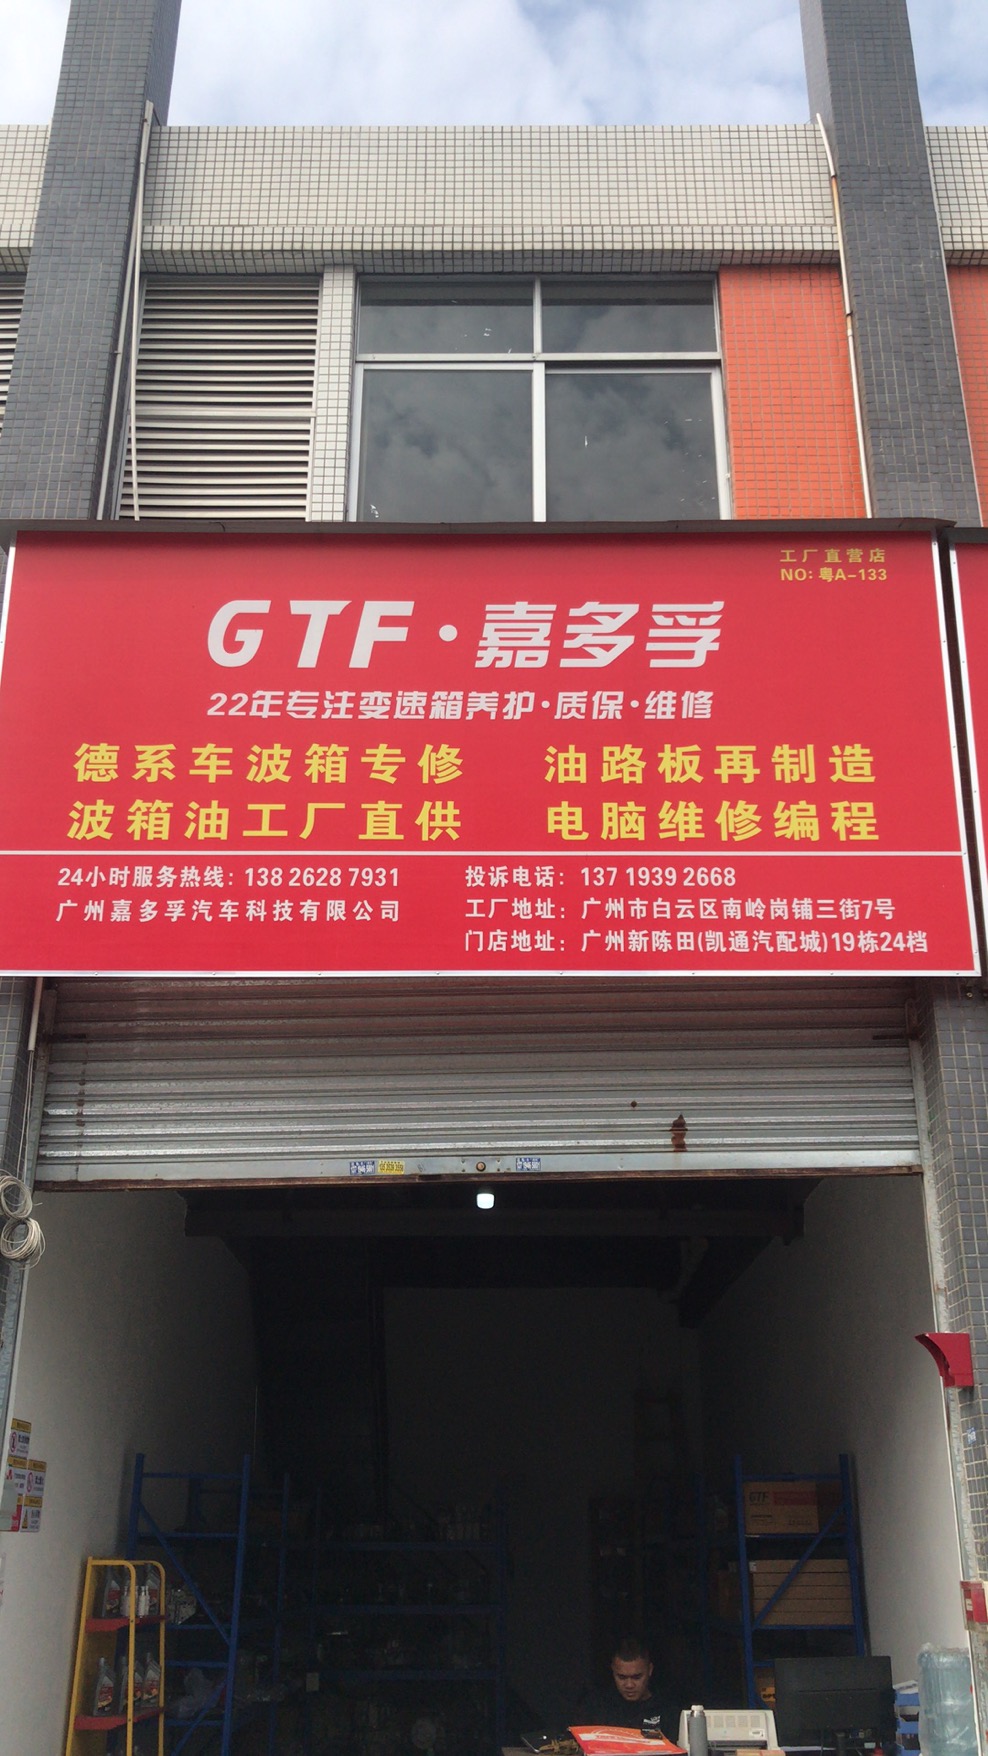 工厂直营店
NO: 粤A-133
GTF·嘉多孚
22年专注变速箱养护·质保·维修
德系车波箱专修 油路板再制造
波箱油工厂直供 电脑维修编程
24小时服务热线: 138 2628 7931 投诉电话: 137 1939 2668
广州嘉多孚汽车科技有限公司 工厂地址: 广州市白云区南岭岗铺三街7号
门店地址: 广州新陈田(凯通汽配城)19栋24档
GTF